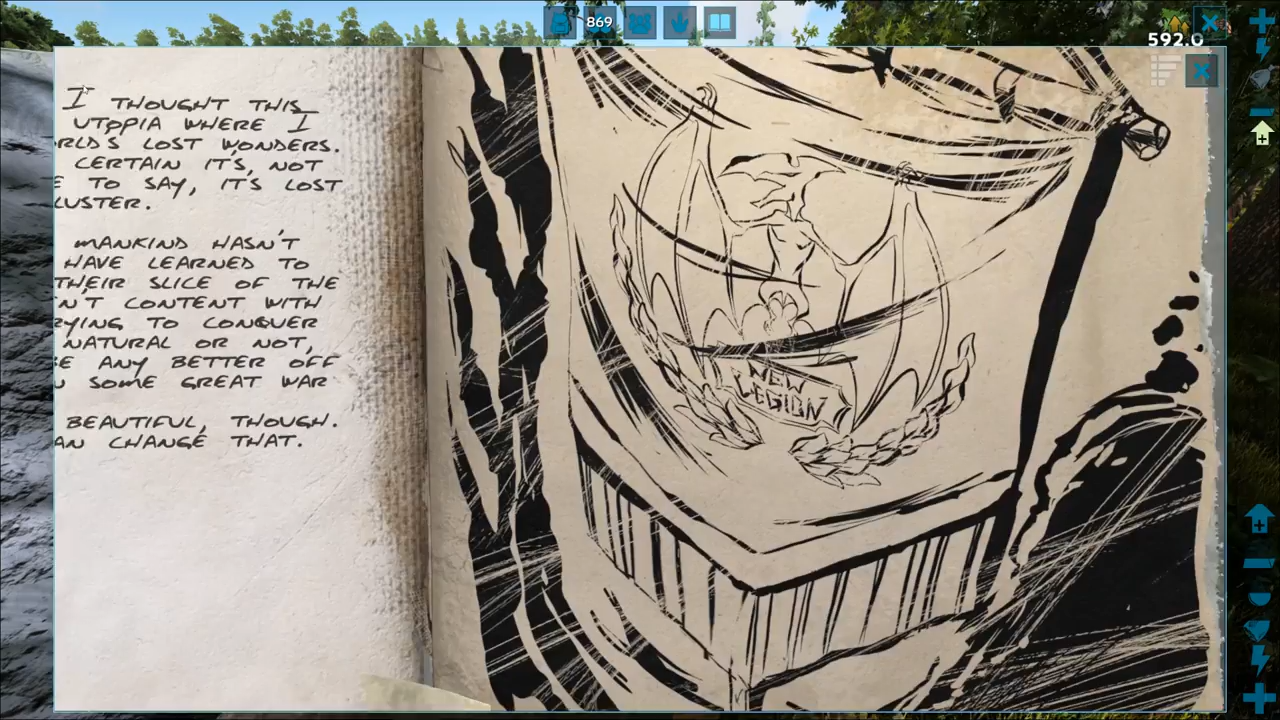 869
592.0
I THOUGHT THIS
UTOPIA WHERE I
RLD'S LOST WONDERS.
CERTAIN IT'S, NOT
E TO SAY, IT'S LOST
LUSTER.
MANKIND HASN'T
HAVE LEARNED TO
THEIR SLICE OF THE
N'T CONTENT WITH
YING TO CONQUER
NATURAL OR NOT,
E ANY BETTER OFF
SOME GREAT WAR
BEAUTIFUL, THOUGH.
AN CHANGE THAT.
NEW
LEGION